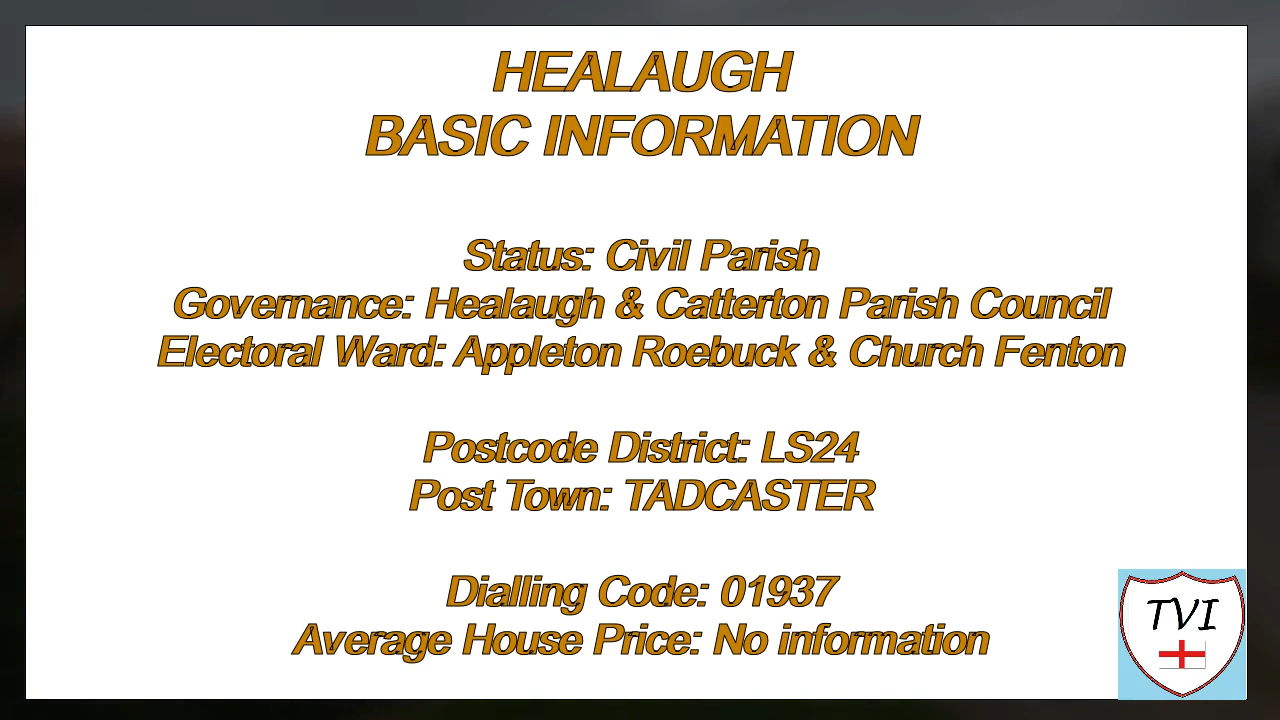 HEALAUGH
BASIC INFORMATION
Status: Civil Parish
Governance: Healaugh & Catterton Parish Council
Electoral Ward: Appleton Roebuck & Church Fenton
Postcode District: LS24
Post Town: TADCASTER
Dialling Code: 01937
Average House Price: No information
TVI